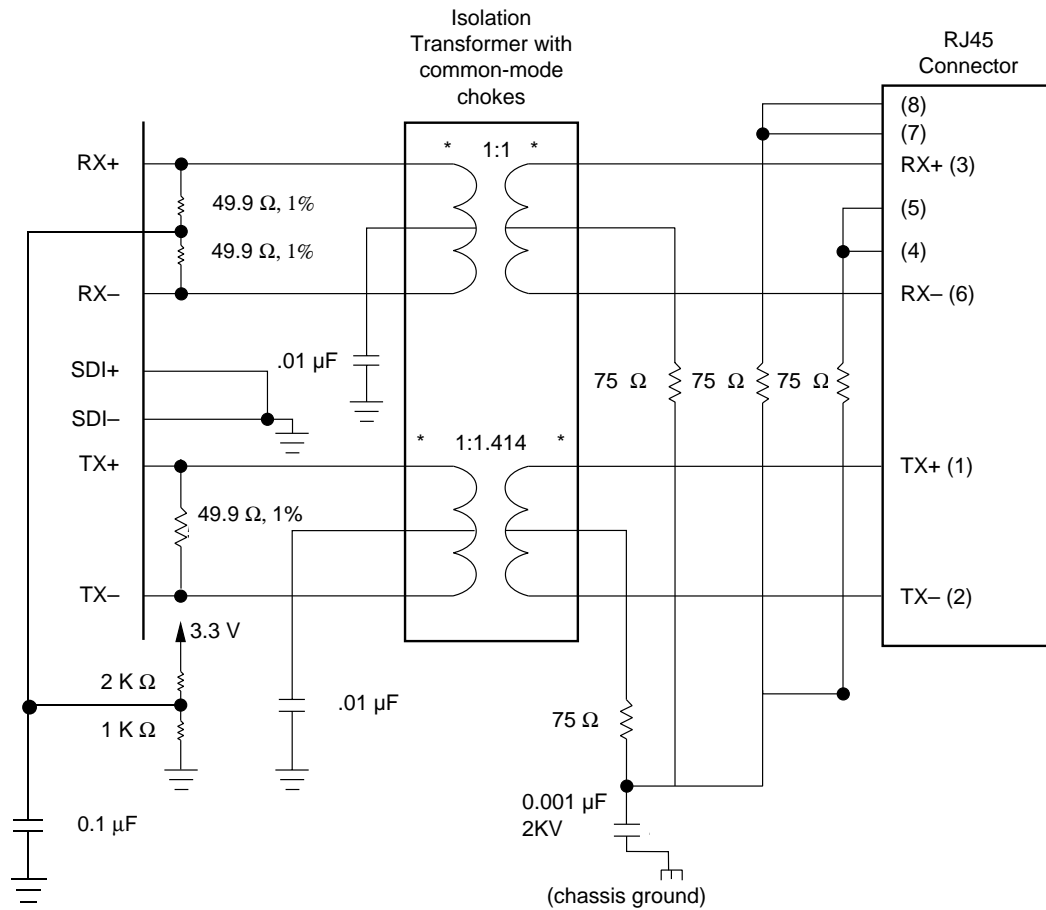 Isolation
Transformer with
common-mode
chokes
RJ45
Connector
(8)
(7)
RX+
* 1:1 *
RX+ (3)
49.9 Ω, 1%
(5)
49.9 Ω, 1%
(4)
RX–
RX– (6)
SDI+
.01 µF
75 Ω
75 Ω
75 Ω
SDI–
* 1:1.414 *
TX+
TX+ (1)
49.9 Ω, 1%
TX–
TX– (2)
3.3 V
2 K Ω
.01 µF
1 K Ω
75 Ω
0.001 µF
2KV
0.1 µF
(chassis ground)